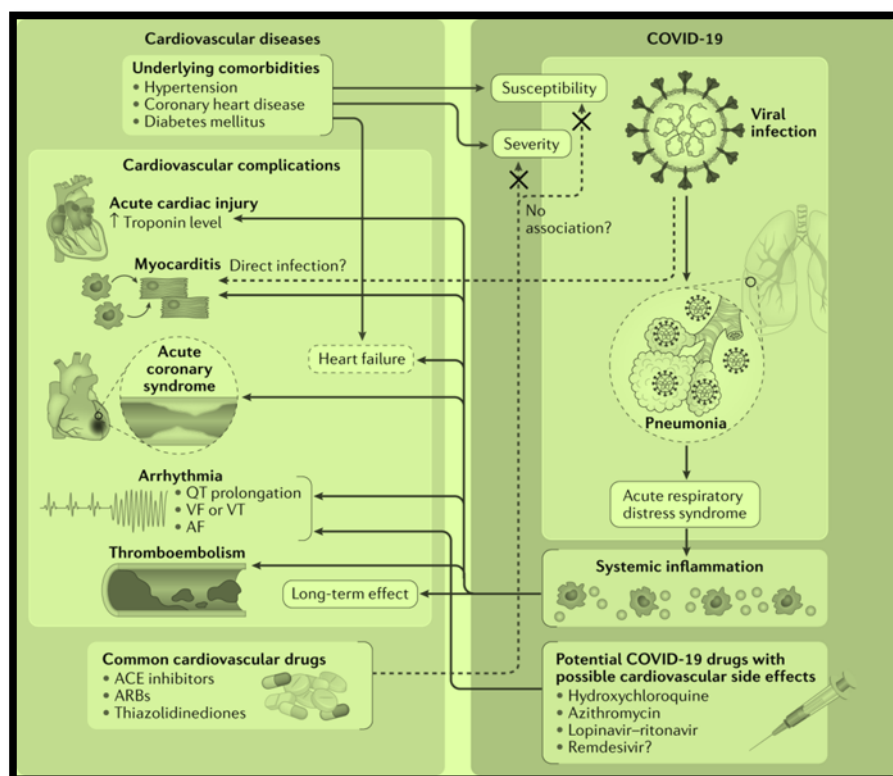 Cardiovascular diseases
COVID-19
Underlying comorbidities
• Hypertension
• Coronary heart disease
• Diabetes mellitus
Susceptibility
Severity
Viral
infection
No
association?
Cardiovascular complications
Acute cardiac injury
↑ Troponin level
Myocarditis
Direct infection?
Heart failure
Acute
coronary
syndrome
Pneumonia
Arrhythmia
• QT prolongation
• VF or VT
• AF
Acute respiratory
distress syndrome
Thromboembolism
Long-term effect
Systemic inflammation
Common cardiovascular drugs
• ACE inhibitors
• ARBs
• Thiazolidinediones
Potential COVID-19 drugs with
possible cardiovascular side effects
• Hydroxychloroquine
• Azithromycin
• Lopinavir–ritonavir
• Remdesivir?